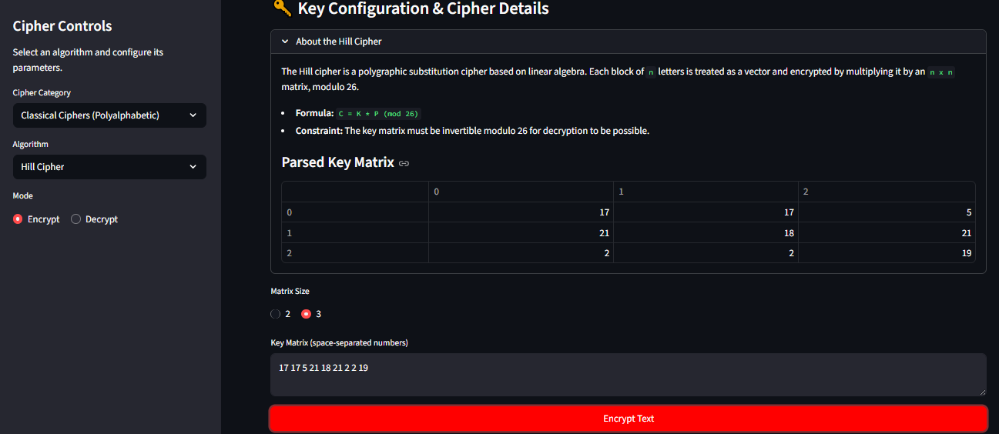 Cipher Controls
Select an algorithm and configure its
parameters.
Cipher Category
Classical Ciphers (Polyalphabetic)
Algorithm
Hill Cipher
Mode
Encrypt Decrypt
Key Configuration & Cipher Details
About the Hill Cipher
The Hill cipher is a polygraphic substitution cipher based on linear algebra. Each block of n letters is treated as a vector and encrypted by multiplying it by an n x n
matrix, modulo 26.
• Formula: C = K * P (mod 26)
• Constraint: The key matrix must be invertible modulo 26 for decryption to be possible.
Parsed Key Matrix
0 1 2
0 17 17 5
1 21 18 21
2 2 2 19
Matrix Size
2 3
Key Matrix (space-separated numbers)
17 17 5 21 18 21 2 2 19
Encrypt Text